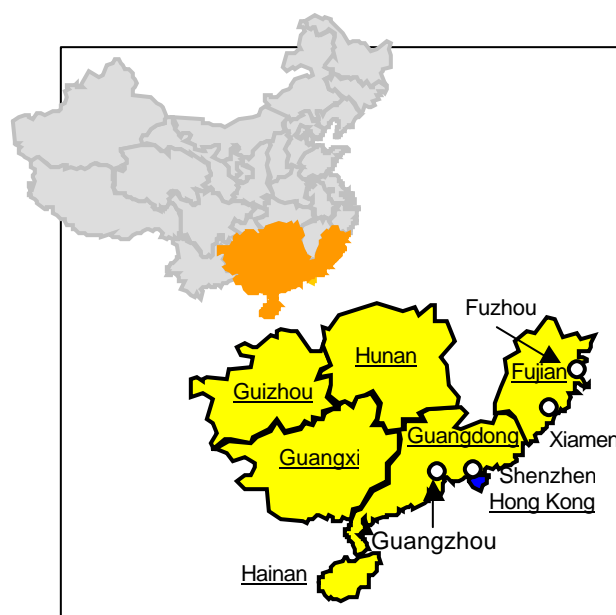 Fuzhou
Hunan
Fujian
Guizhou
Guangdong
Xiamen
Guangxi
Shenzhen
Hong Kong
Guangzhou
Hainan